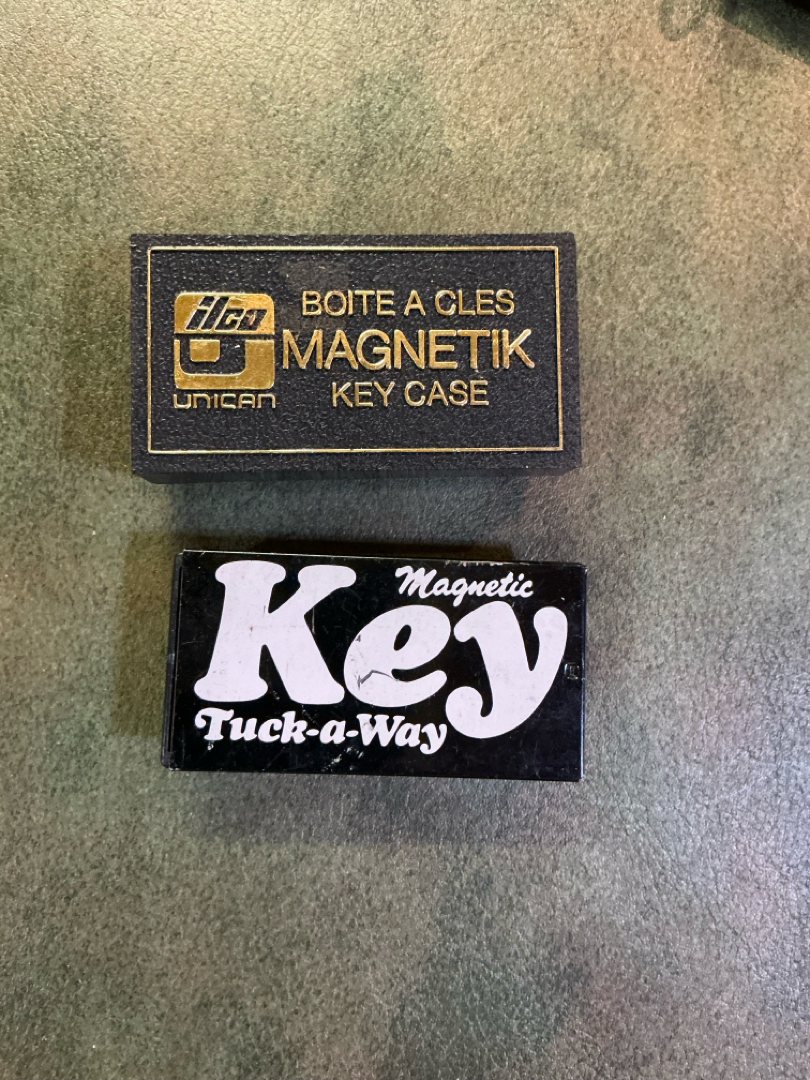 ilco
UNICAN
BOITE A CLES
MAGNETIK
KEY CASE
Magnetic
Key
Tuck-a-Way